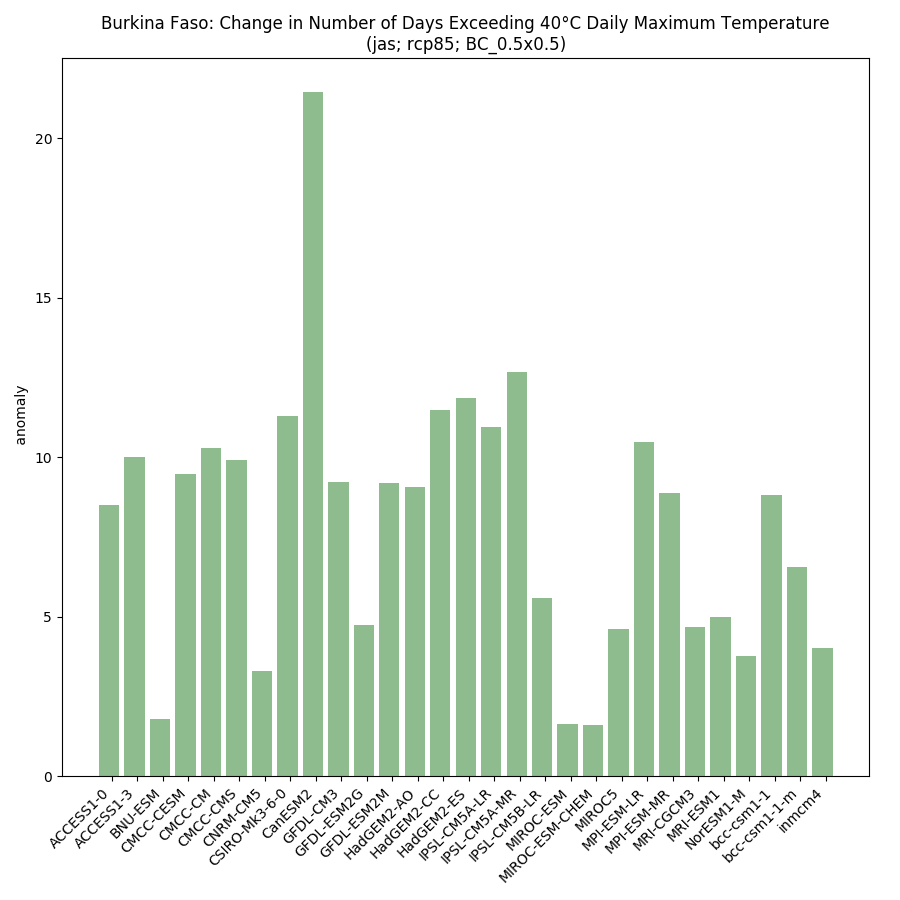 Burkina Faso: Change in Number of Days Exceeding 40°C Daily Maximum Temperature
(jas; rcp85; BC_0.5x0.5)
anomaly
20
15
10
5
0
ACCESS1-0
ACCESS1-3
BNU-ESM
CMCC-CESM
CMCC-CM
CMCC-CMS
CNRM-CM5
CSIRO-Mk3-6-0
CanESM2
GFDL-CM3
GFDL-ESM2G
GFDL-ESM2M
HadGEM2-AO
HadGEM2-CC
HadGEM2-ES
IPSL-CM5A-LR
IPSL-CM5A-MR
IPSL-CM5B-LR
MIROC-ESM
MIROC-ESM-CHEM
MIROC5
MPI-ESM-LR
MPI-ESM-MR
MRI-CGCM3
MRI-ESM1
NorESM1-M
bcc-csm1-1
bcc-csm1-1-m
inmcm4